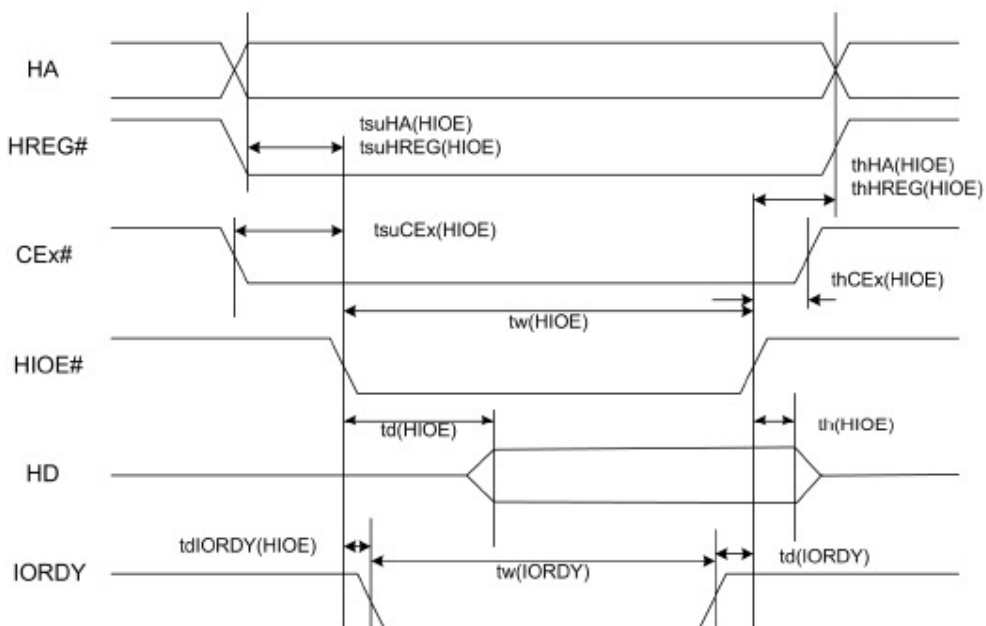 HA
tsuHA(HIOE)
HREG#
tsuHREG(HIOE)
thHA(HIOE)
thHREG(HIOE)
tsuCEx(HIOE)
CEx#
thCEx(HIOE)
tw(HIOE)
HIOE#
td(HIOE)
th(HIOE)
HD
tdIORDY(HIOE)
tw(IORDY)
td(IORDY)
IORDY